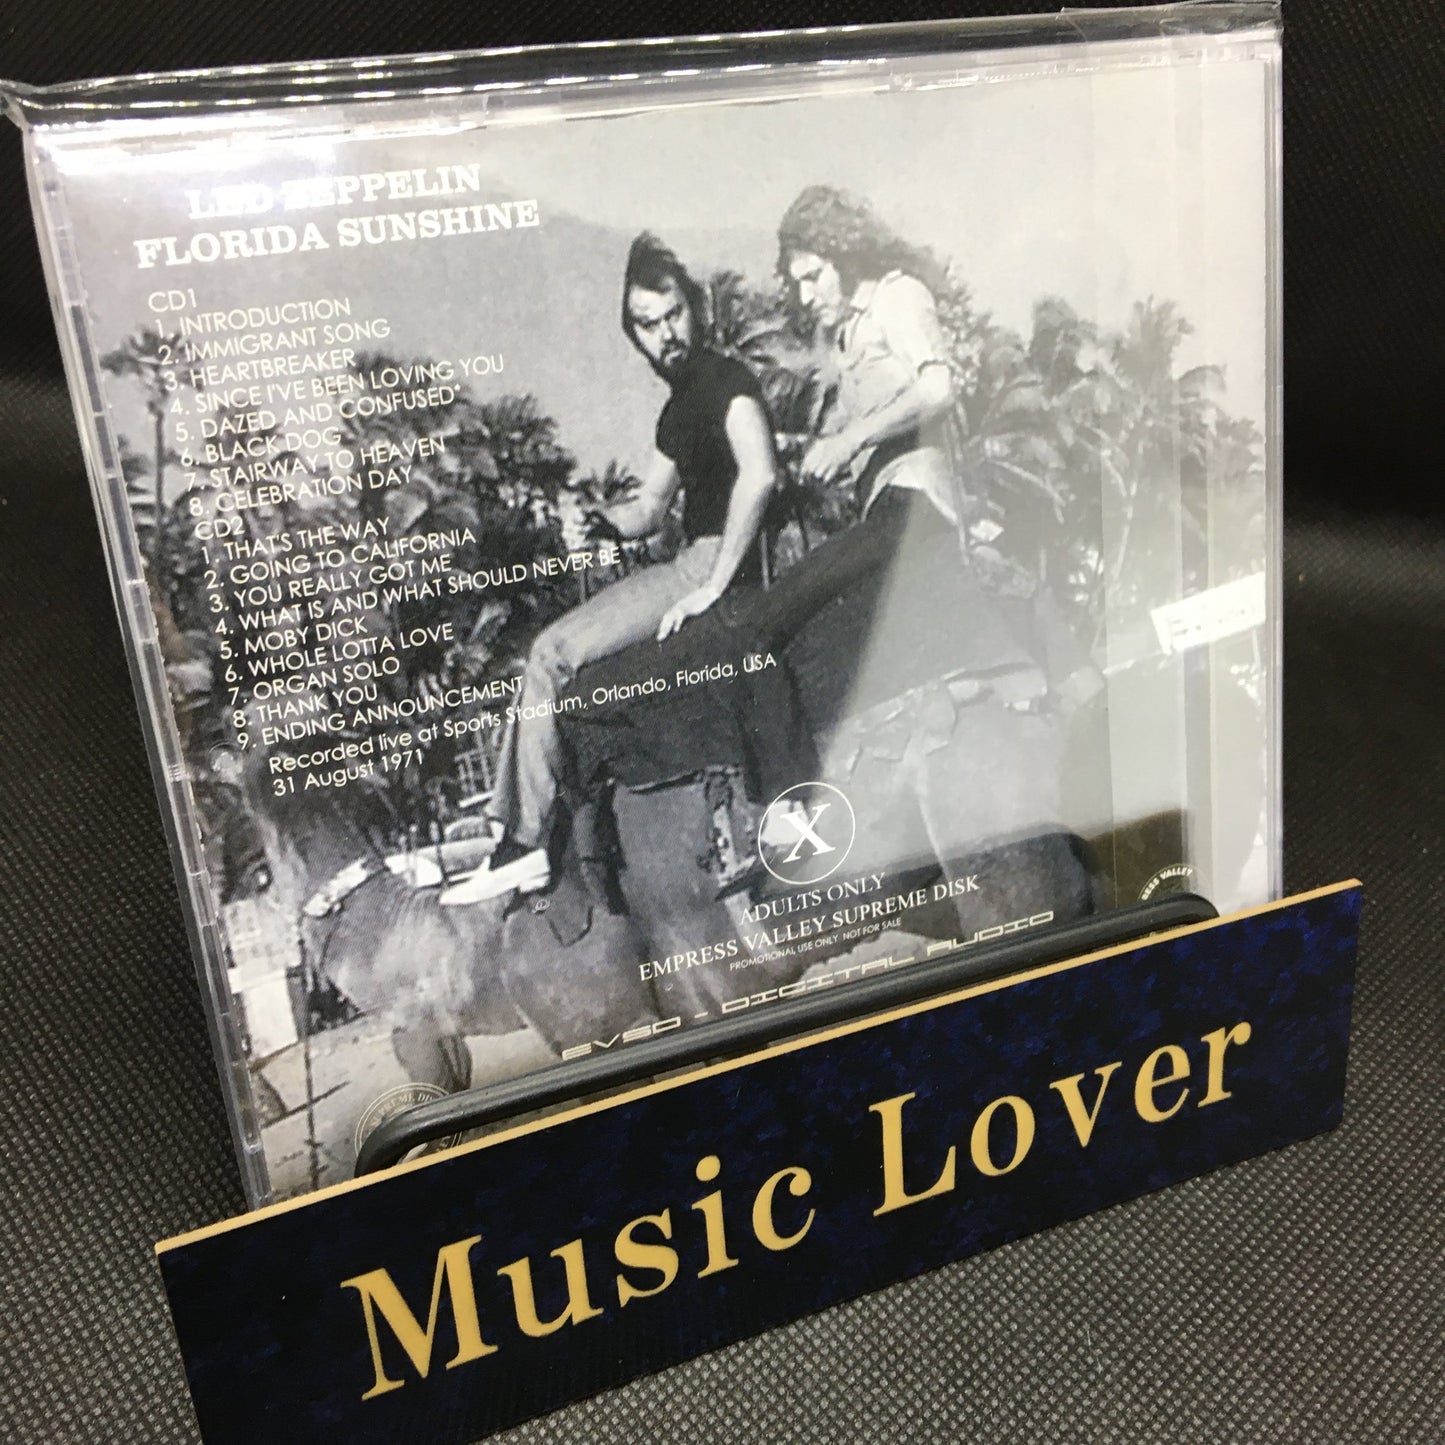 LED ZEPPELIN
FLORIDA SUNSHINE
CD1
1. INTRODUCTION
2. IMMIGRANT SONG
3. HEARTBREAKER
4. SINCE I'VE BEEN LOVING YOU
5. DAZED AND CONFUSED*
6. BLACK DOG
7. STAIRWAY TO HEAVEN
8. CELEBRATION DAY
CD2
1. THAT'S THE WAY
2. GOING TO CALIFORNIA
3. YOU REALLY GOT ME
4. WHAT IS AND WHAT SHOULD NEVER BE
5. MOBY DICK
6. WHOLE LOTTA LOVE
7. ORGAN SOLO
8. THANK YOU
9. ENDING ANNOUNCEMENT
Recorded live at Sports Stadium, Orlando, Florida, USA
31 August 1971
X
ADULTS ONLY
EMPRESS VALLEY SUPREME DISK
PROMOTIONAL USE ONLY NOT FOR SALE
EVSD - DIGITAL AUDIO
VALLEY
Music Lover